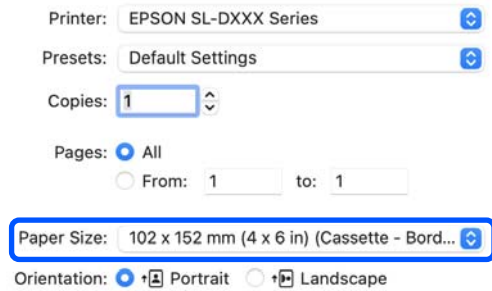 Printer: EPSON SL-DXXX Series
Presets: Default Settings
Copies: 1
Pages: All
From: 1 to: 1
Paper Size: 102 x 152 mm (4 x 6 in) (Cassette - Bord...
Orientation: Portrait Landscape